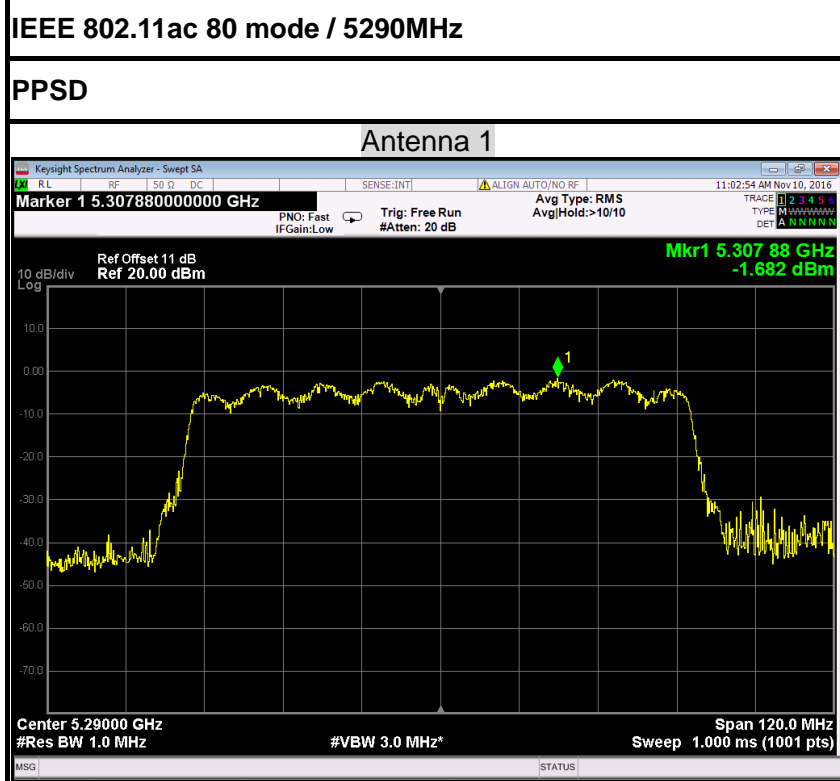 IEEE 802.11ac 80 mode / 5290MHz
PPSD
Antenna 1
Keysight Spectrum Analyzer - Swept SA
LXI RL RF 50 Ω DC SENSE:INT ALIGN AUTO/NO RF 11:02:54 AM Nov 10, 2016
Marker 1 5.307880000000 GHz Avg Type: RMS TRACE 1 2 3 4 5 6
PNO: Fast Trig: Free Run Avg|Hold:>10/10 TYPE M WWWWW
IFGain:Low #Atten: 20 dB DET A N N N N N
Mkr1 5.307 88 GHz
Ref Offset 11 dB
10 dB/div Ref 20.00 dBm -1.682 dBm
Log
10.0
1
0.00
-10.0
-20.0
-30.0
-40.0
-50.0
-60.0
-70.0
Center 5.29000 GHz Span 120.0 MHz
#Res BW 1.0 MHz #VBW 3.0 MHz* Sweep 1.000 ms (1001 pts)
MSG STATUS